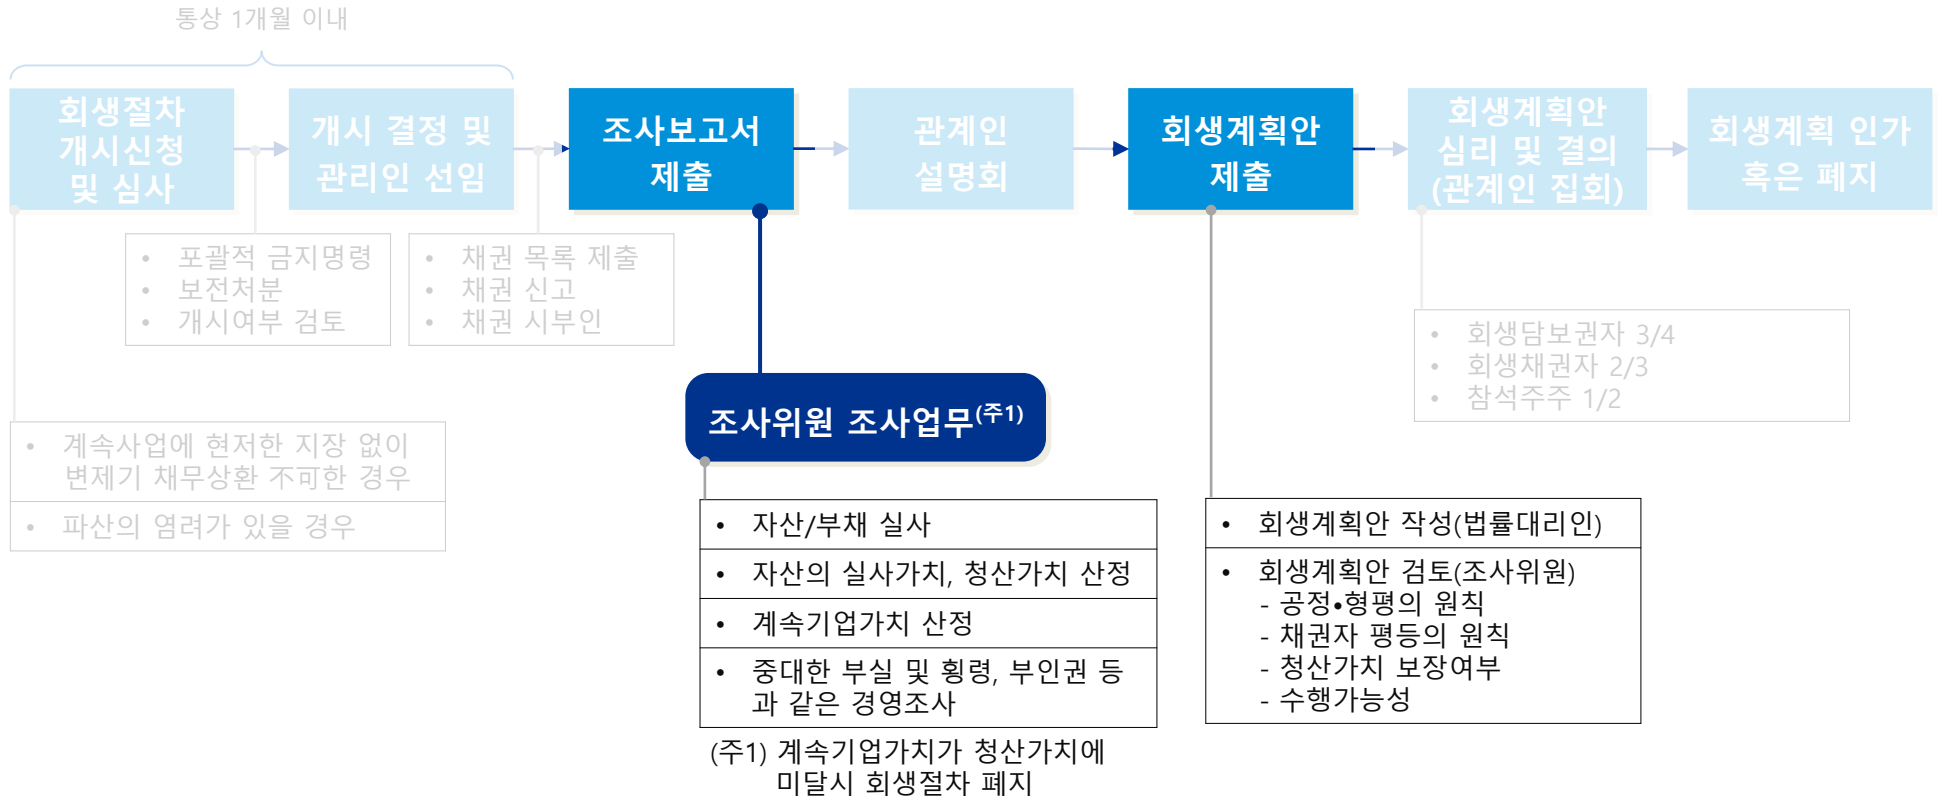 통상 1개월 이내
회생절차
개시신청
및 심사
개시 결정 및
관리인 선임
조사보고서
제출
관계인
설명회
회생계획안
제출
회생계획안
심리 및 결의
(관계인 집회)
회생계획 인가
혹은 폐지
• 포괄적 금지명령
• 보전처분
• 개시여부 검토
• 채권 목록 제출
• 채권 신고
• 채권 시부인
• 회생담보권자 3/4
• 회생채권자 2/3
• 참석주주 1/2
• 계속사업에 현저한 지장 없이
변제기 채무상환 不可한 경우
• 파산의 염려가 있을 경우
조사위원 조사업무(주1)
• 자산/부채 실사
• 자산의 실사가치, 청산가치 산정
• 계속기업가치 산정
• 중대한 부실 및 횡령, 부인권 등
과 같은 경영조사
(주1) 계속기업가치가 청산가치에
미달시 회생절차 폐지
• 회생계획안 작성(법률대리인)
• 회생계획안 검토(조사위원)
- 공정•형평의 원칙
- 채권자 평등의 원칙
- 청산가치 보장여부
- 수행가능성